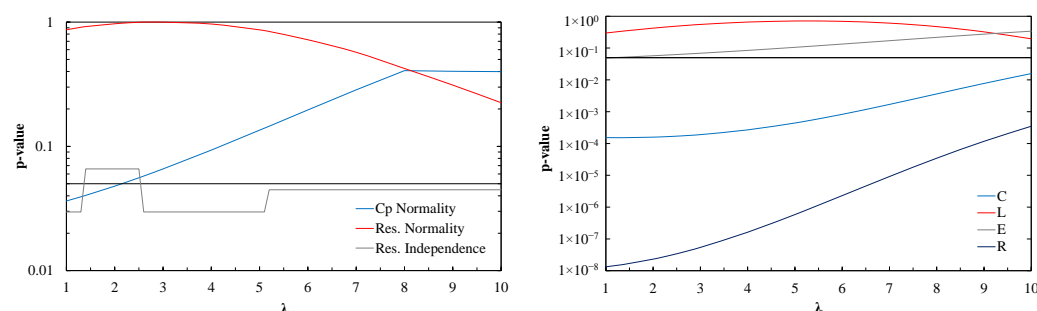 1
0.1
0.01
p-value
1 2 3 4 5 6 7 8 9 10
λ
Cp Normality
Res. Normality
Res. Independence
1×10⁰
1×10⁻¹
1×10⁻²
1×10⁻³
1×10⁻⁴
1×10⁻⁵
1×10⁻⁶
1×10⁻⁷
1×10⁻⁸
p-value
1 2 3 4 5 6 7 8 9 10
λ
C
L
E
R